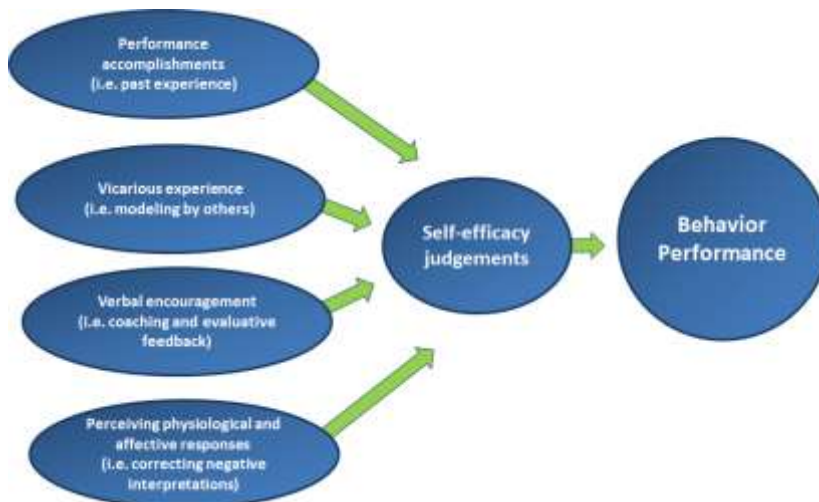 Performance
accomplishments
(i.e. past experience)
Vicarious experience
(i.e. modeling by others)
Verbal encouragement
(i.e. coaching and evaluative
feedback)
Perceiving physiological and
affective responses
(i.e. correcting negative
interpretations)
Self-efficacy
judgements
Behavior
Performance